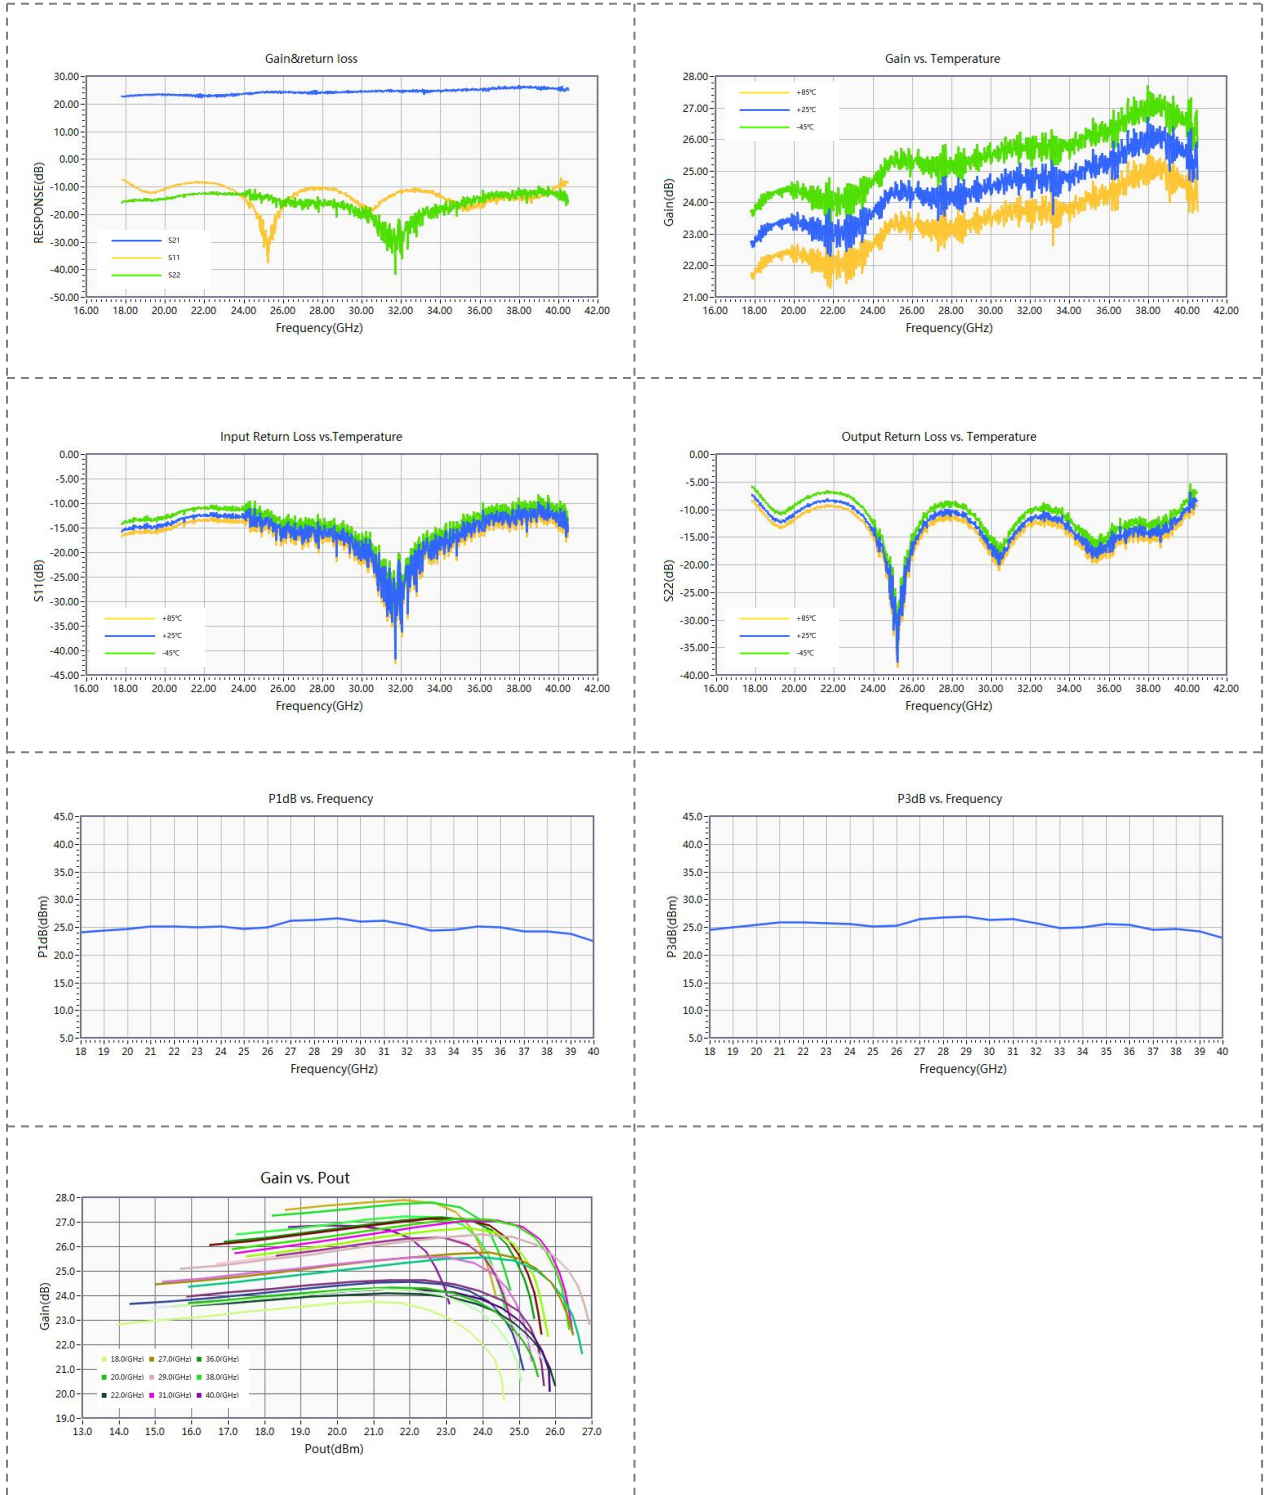 Gain&return loss
30.00
20.00
10.00
0.00
-10.00
-20.00
-30.00
-40.00
-50.00
RESPONSE(dB)
S21
S11
S22
16.00 18.00 20.00 22.00 24.00 26.00 28.00 30.00 32.00 34.00 36.00 38.00 40.00 42.00
Frequency(GHz)
Gain vs. Temperature
28.00
27.00
26.00
25.00
24.00
23.00
22.00
21.00
Gain(dB)
+85℃
+25℃
-45℃
16.00 18.00 20.00 22.00 24.00 26.00 28.00 30.00 32.00 34.00 36.00 38.00 40.00 42.00
Frequency(GHz)
Input Return Loss vs.Temperature
0.00
-5.00
-10.00
-15.00
-20.00
-25.00
-30.00
-35.00
-40.00
-45.00
S11(dB)
+85℃
+25℃
-45℃
16.00 18.00 20.00 22.00 24.00 26.00 28.00 30.00 32.00 34.00 36.00 38.00 40.00 42.00
Frequency(GHz)
Output Return Loss vs. Temperature
0.00
-5.00
-10.00
-15.00
-20.00
-25.00
-30.00
-35.00
-40.00
S22(dB)
+85℃
+25℃
-45℃
16.00 18.00 20.00 22.00 24.00 26.00 28.00 30.00 32.00 34.00 36.00 38.00 40.00 42.00
Frequency(GHz)
P1dB vs. Frequency
45.0
40.0
35.0
30.0
25.0
20.0
15.0
10.0
5.0
P1dB(dBm)
18 19 20 21 22 23 24 25 26 27 28 29 30 31 32 33 34 35 36 37 38 39 40
Frequency(GHz)
P3dB vs. Frequency
45.0
40.0
35.0
30.0
25.0
20.0
15.0
10.0
5.0
P3dB(dBm)
18 19 20 21 22 23 24 25 26 27 28 29 30 31 32 33 34 35 36 37 38 39 40
Frequency(GHz)
Gain vs. Pout
28.0
27.0
26.0
25.0
24.0
23.0
22.0
21.0
20.0
19.0
Gain(dB)
18.0(GHz) 27.0(GHz) 36.0(GHz)
20.0(GHz) 29.0(GHz) 38.0(GHz)
22.0(GHz) 31.0(GHz) 40.0(GHz)
13.0 14.0 15.0 16.0 17.0 18.0 19.0 20.0 21.0 22.0 23.0 24.0 25.0 26.0 27.0
Pout(dBm)